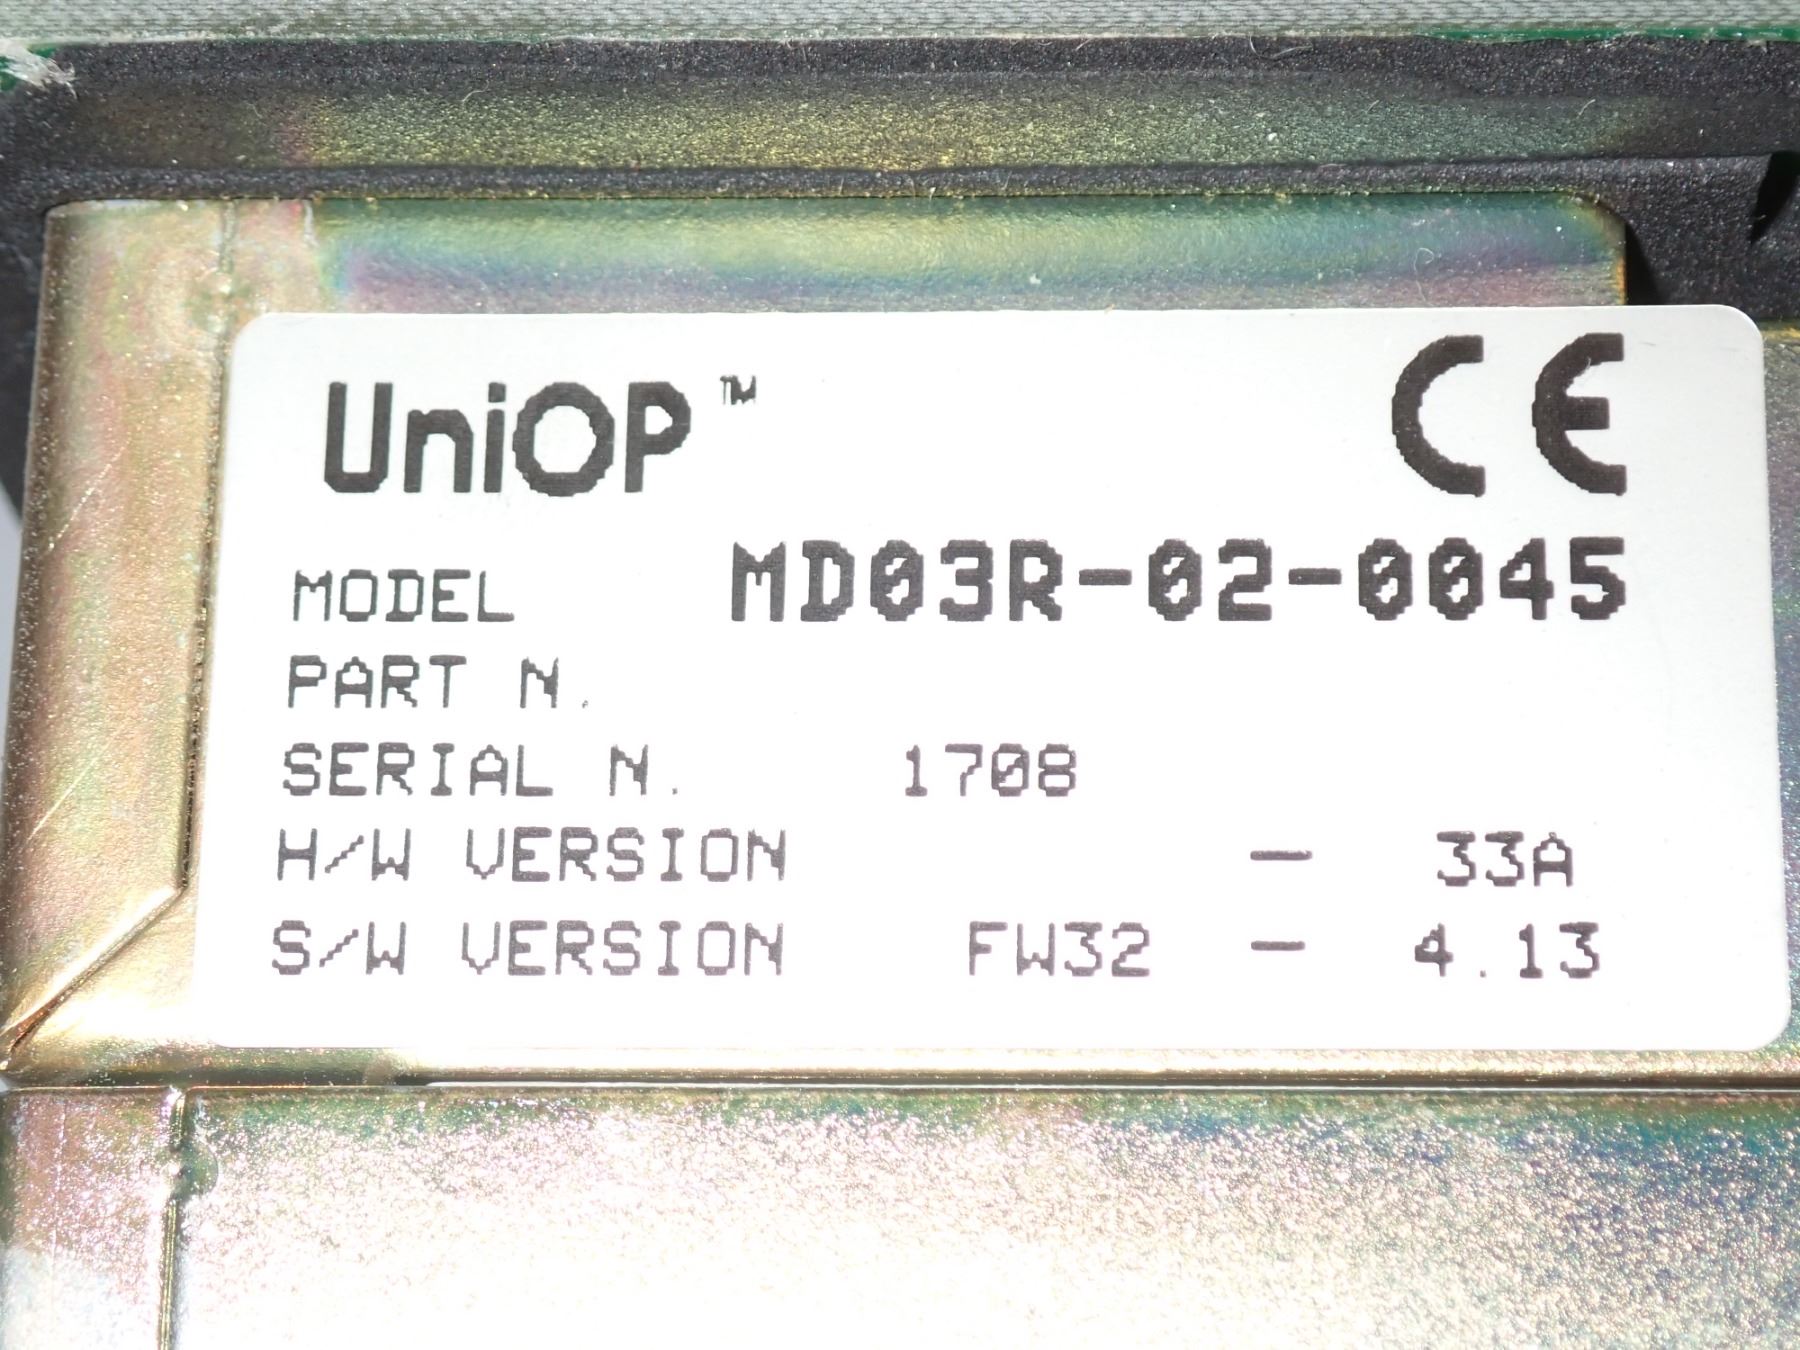 UniOP™ CE
MODEL MD03R-02-0045
PART N.
SERIAL N. 1708
H/W VERSION - 33A
S/W VERSION FW32 - 4.13